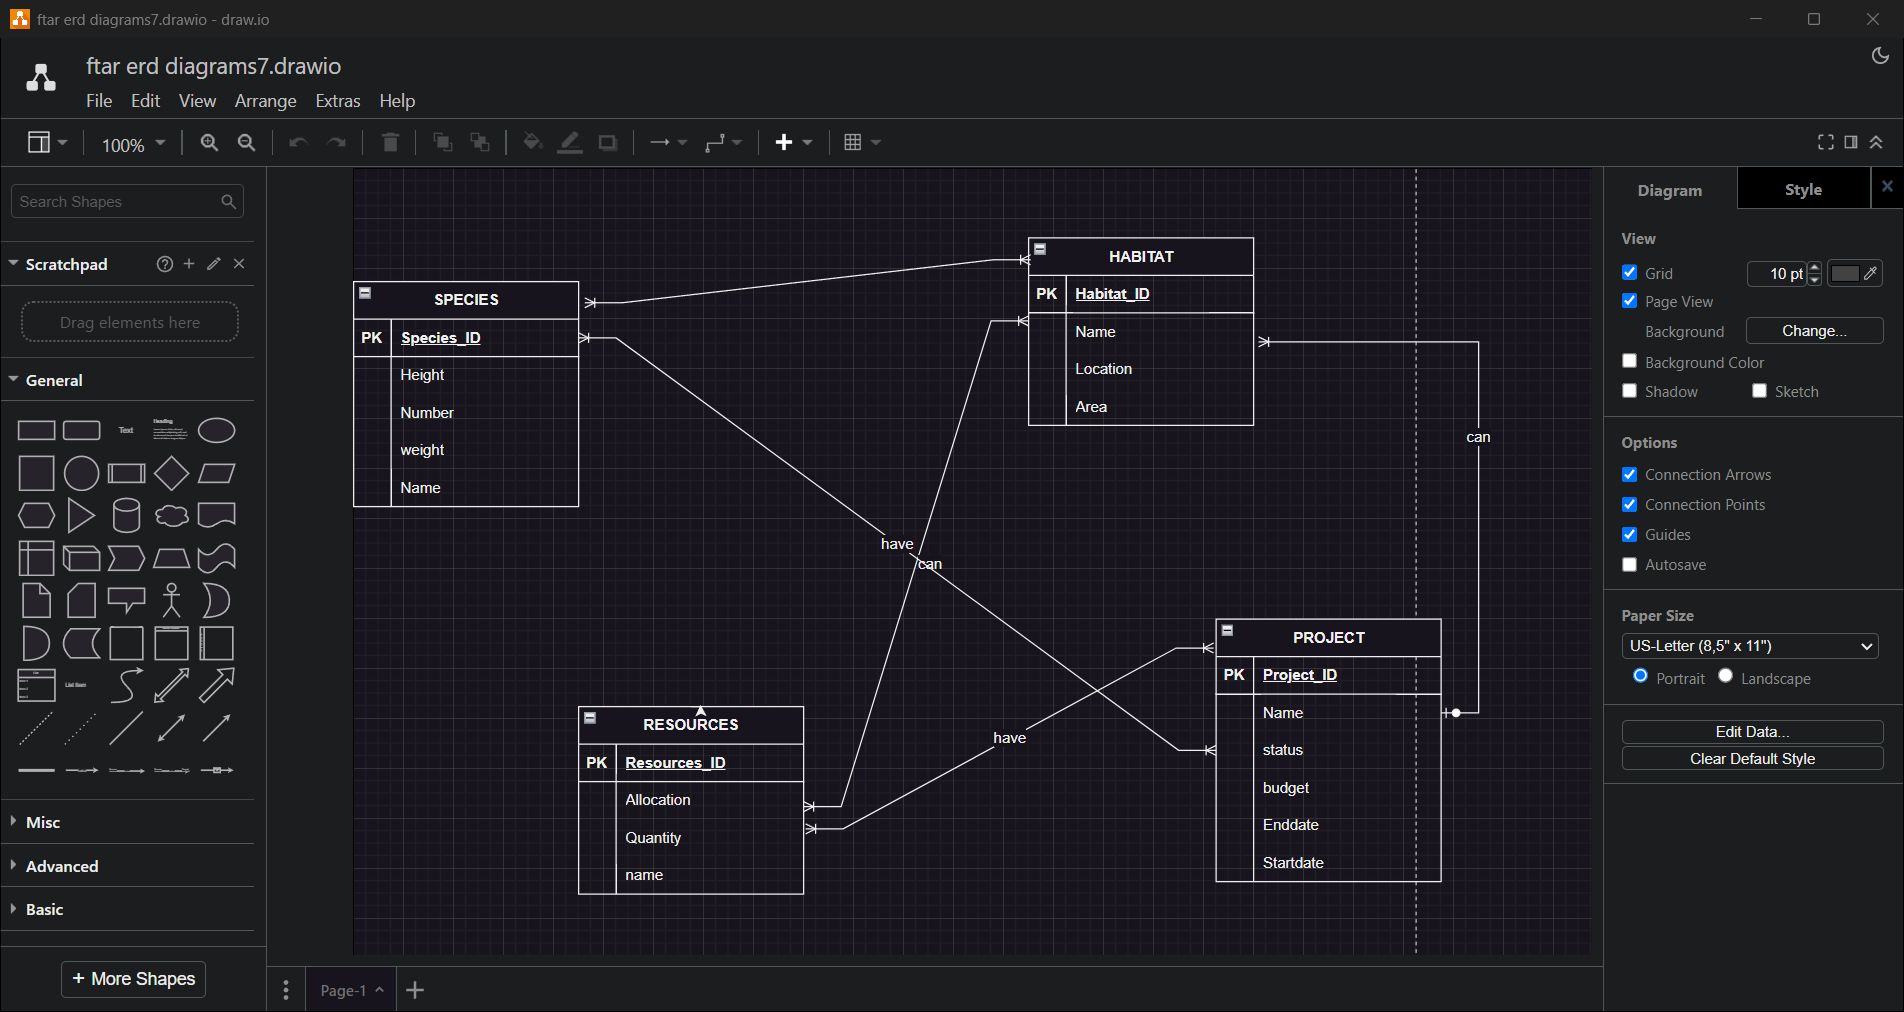 ftar erd diagrams7.drawio - draw.io
ftar erd diagrams7.drawio
File Edit View Arrange Extras Help
100%
Search Shapes
Scratchpad
Drag elements here
General
Text
Heading
List Item
Misc
Advanced
Basic
+ More Shapes
SPECIES
PK Species_ID
Height
Number
weight
Name
HABITAT
PK Habitat_ID
Name
Location
Area
can
have
can
RESOURCES
PK Resources_ID
Allocation
Quantity
name
have
PROJECT
PK Project_ID
Name
status
budget
Enddate
Startdate
Page-1
Diagram Style
View
Grid 10 pt
Page View
Background Change...
Background Color
Shadow Sketch
Options
Connection Arrows
Connection Points
Guides
Autosave
Paper Size
US-Letter (8,5" x 11")
Portrait Landscape
Edit Data...
Clear Default Style